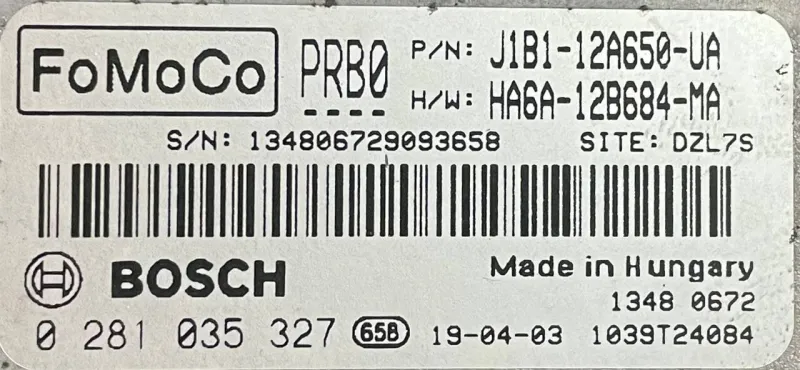 FoMoCo PRB0 P/N: J1B1-12A650-UA
H/W: HA6A-12B684-MA
S/N: 134806729093658 SITE: DZL7S
BOSCH Made in Hungary
1348 0672
0 281 035 327 65B 19-04-03 1039T24084